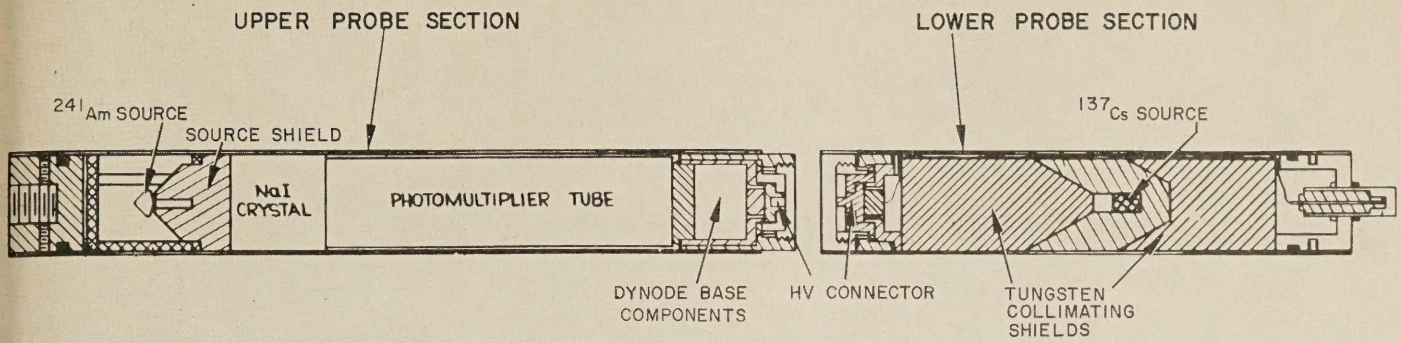 UPPER PROBE SECTION
LOWER PROBE SECTION
241Am SOURCE
SOURCE SHIELD
137Cs SOURCE
NaI
CRYSTAL
PHOTOMULTIPLIER TUBE
DYNODE BASE
COMPONENTS
HV CONNECTOR
TUNGSTEN
COLLIMATING
SHIELDS